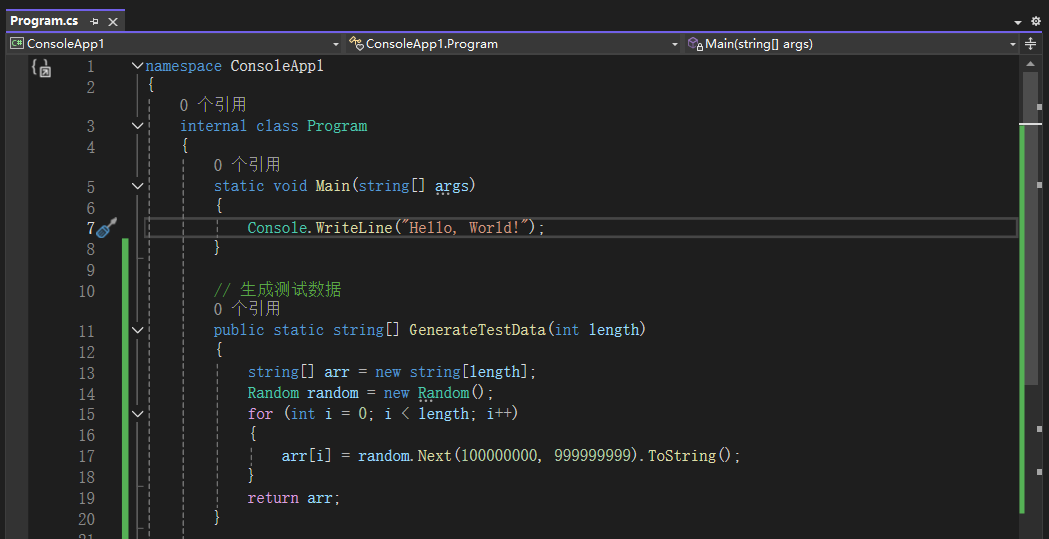 Program.cs
ConsoleApp1
ConsoleApp1.Program
Main(string[] args)
1 namespace ConsoleApp1
2 {
0 个引用
3 internal class Program
4 {
0 个引用
5 static void Main(string[] args)
6 {
7 Console.WriteLine("Hello, World!");
8 }
9
10 // 生成测试数据
0 个引用
11 public static string[] GenerateTestData(int length)
12 {
13 string[] arr = new string[length];
14 Random random = new Random();
15 for (int i = 0; i < length; i++)
16 {
17 arr[i] = random.Next(100000000, 999999999).ToString();
18 }
19 return arr;
20 }
21